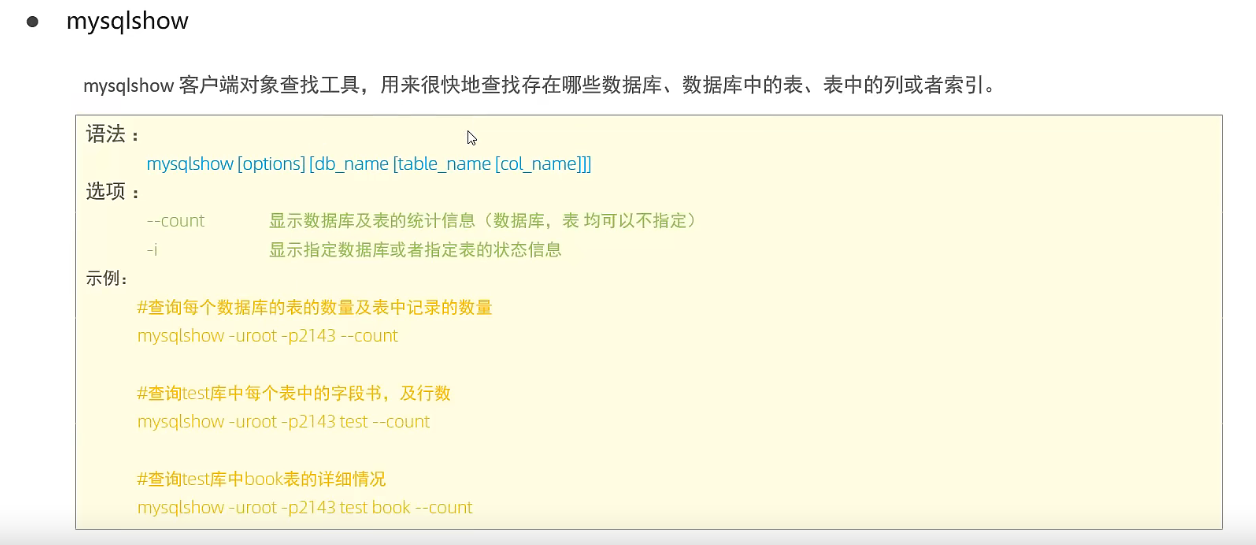 ● mysqlshow
mysqlshow 客户端对象查找工具，用来很快地查找存在哪些数据库、数据库中的表、表中的列或者索引。
语法 ：
mysqlshow [options] [db_name [table_name [col_name]]]
选项 ：
--count 显示数据库及表的统计信息（数据库，表 均可以不指定）
-i 显示指定数据库或者指定表的状态信息
示例：
#查询每个数据库的表的数量及表中记录的数量
mysqlshow -uroot -p2143 --count
#查询test库中每个表中的字段书，及行数
mysqlshow -uroot -p2143 test --count
#查询test库中book表的详细情况
mysqlshow -uroot -p2143 test book --count